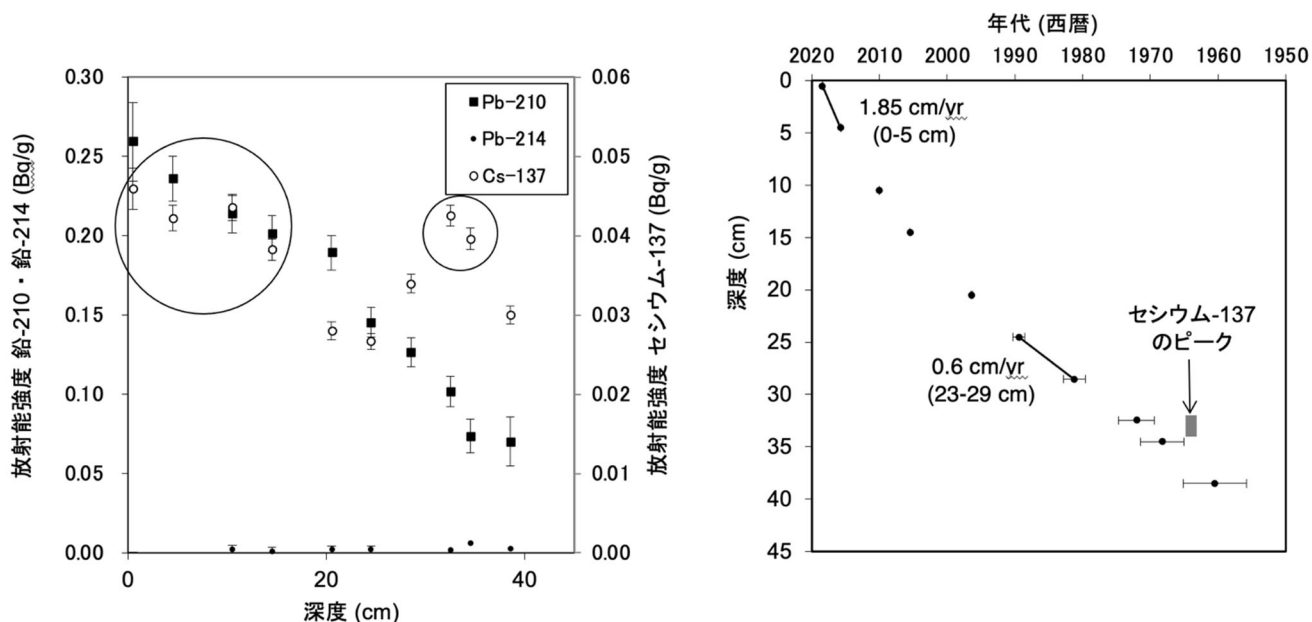 0.30
0.25
0.20
0.15
0.10
0.05
0.00
放射能強度 鉛-210・鉛-214 (Bq/g)
0.06
0.05
0.04
0.03
0.02
0.01
0.00
放射能強度 セシウム-137 (Bq/g)
Pb-210
Pb-214
Cs-137
0 20 40
深度 (cm)
年代 (西暦)
2020 2010 2000 1990 1980 1970 1960 1950
0
5
10
15
20
25
30
35
40
45
深度 (cm)
1.85 cm/yr
(0-5 cm)
0.6 cm/yr
(23-29 cm)
セシウム-137
のピーク